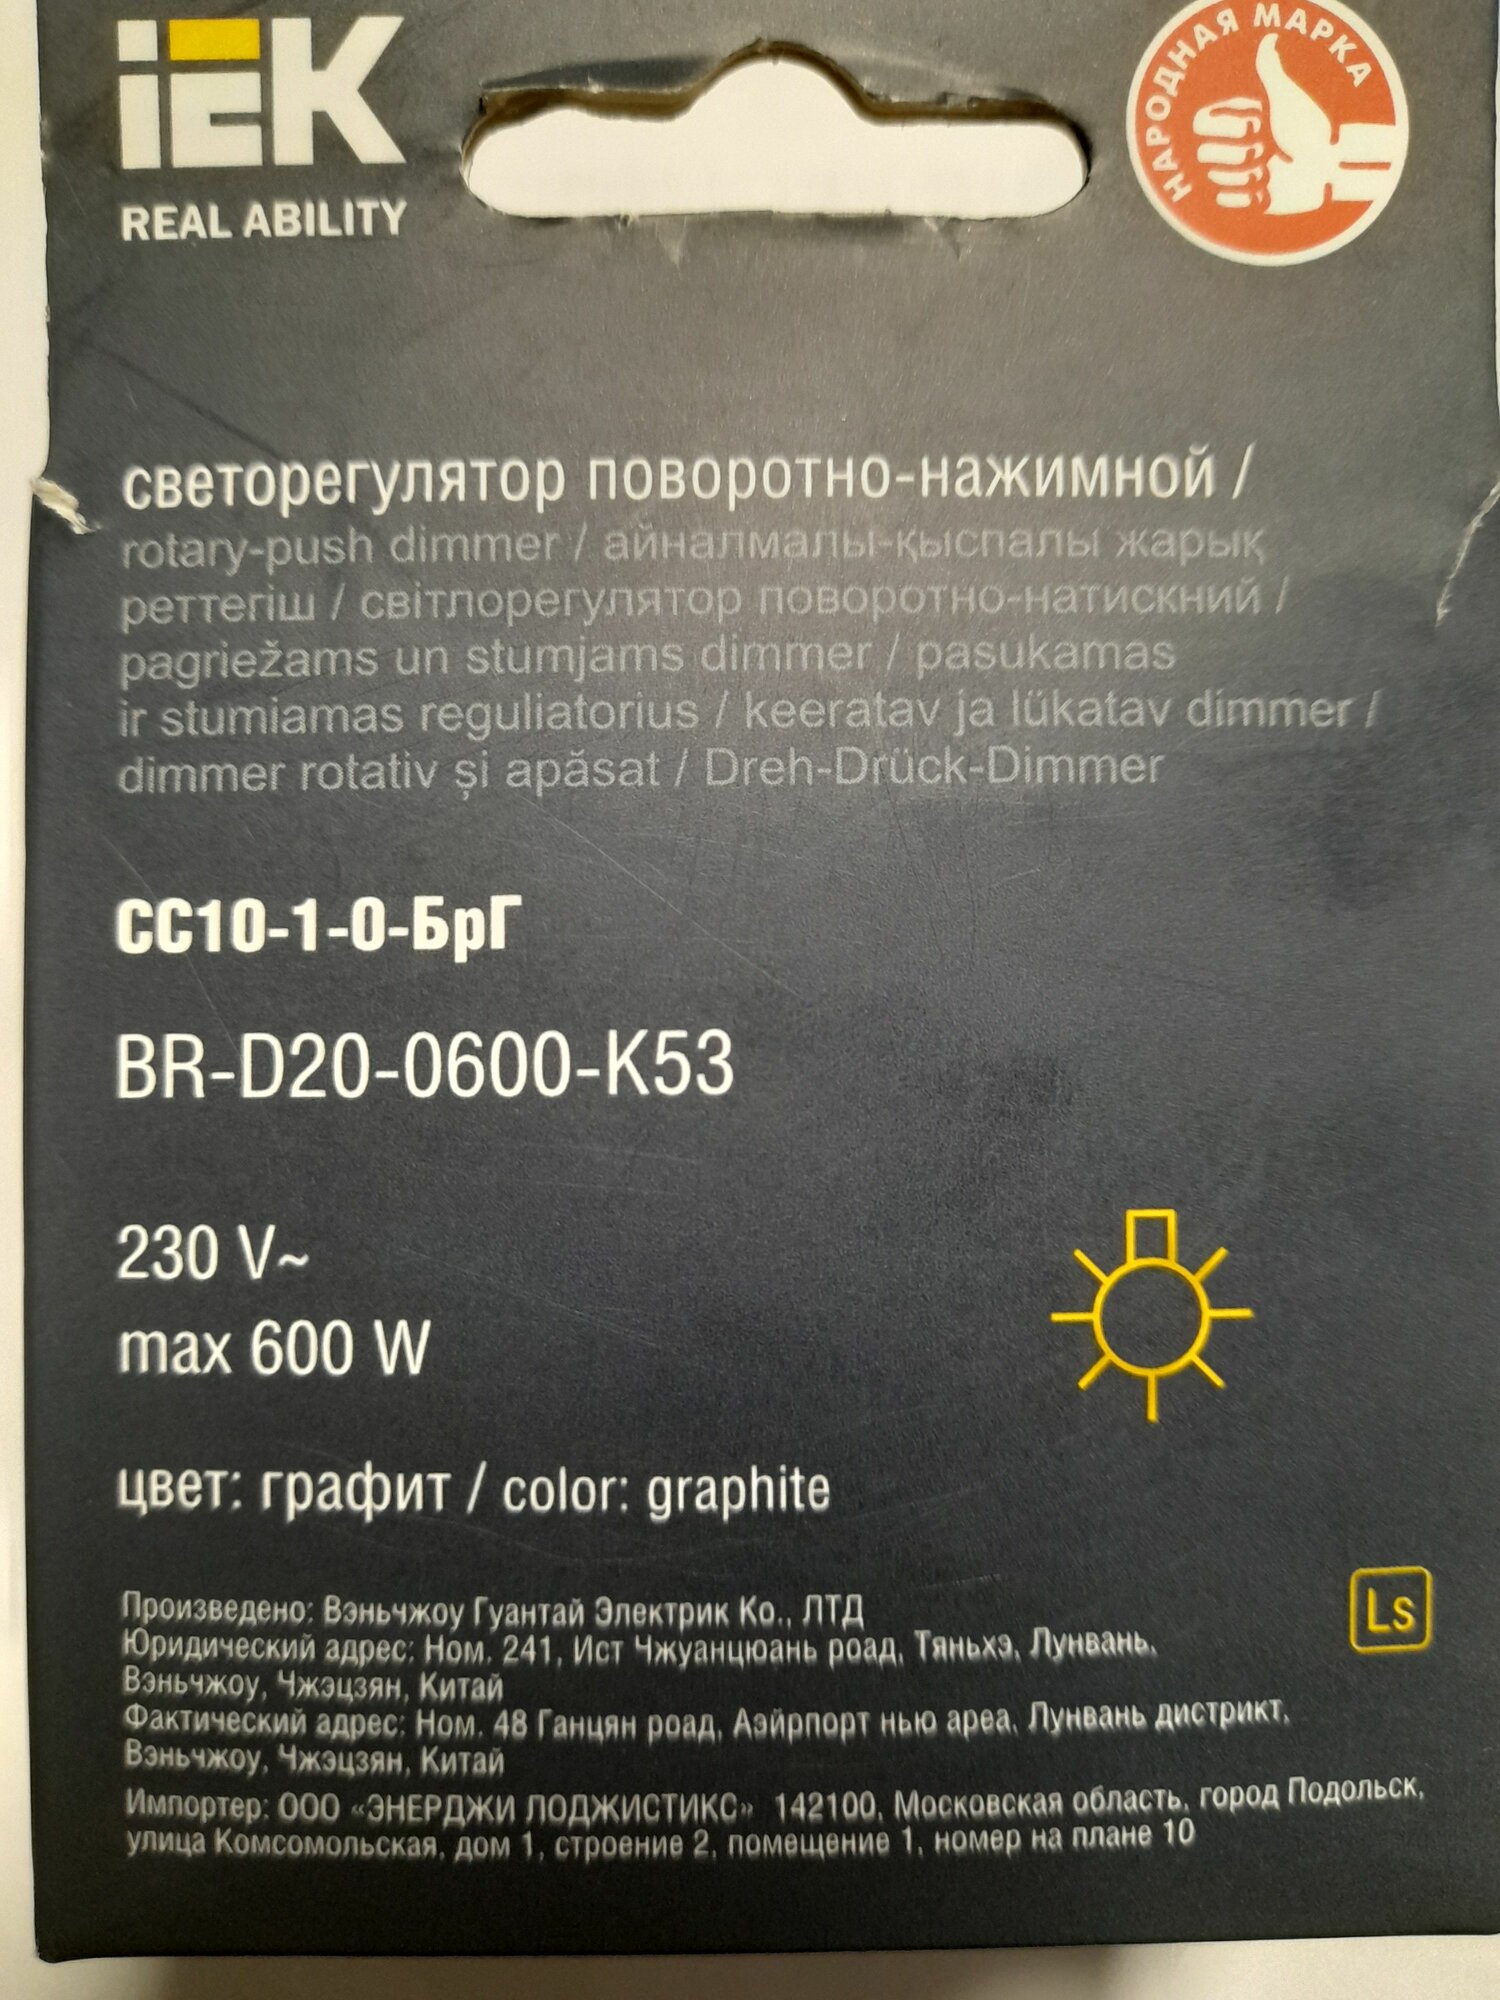 iEK
REAL ABILITY
НАРОДНАЯ МАРКА
светорегулятор поворотно-нажимной /
rotary-push dimmer / айналмалы-қыспалы жарық
реттегіш / світлорегулятор поворотно-натискний /
pagriežams un stumjams dimmer / pasukamas
ir stumiamas reguliatorius / keeratav ja lükatav dimmer /
dimmer rotativ și apăsat / Dreh-Drück-Dimmer
СС10-1-0-БрГ
BR-D20-0600-K53
230 V~
max 600 W
цвет: графит / color: graphite
Произведено: Вэньчжоу Гуантай Электрик Ко., ЛТД
Юридический адрес: Ном. 241, Ист Чжуанцюань роад, Тяньхэ, Лунвань,
Вэньчжоу, Чжэцзян, Китай
Фактический адрес: Ном. 48 Ганцян роад, Аэйрпорт нью ареа, Лунвань дистрикт,
Вэньчжоу, Чжэцзян, Китай
Ls
Импортер: ООО «ЭНЕРДЖИ ЛОДЖИСТИКС» 142100, Московская область, город Подольск,
улица Комсомольская, дом 1, строение 2, помещение 1, номер на плане 10